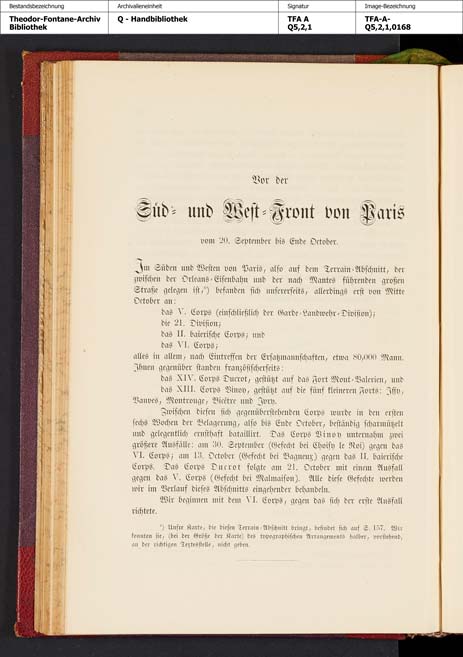 Bestandsbezeichnung Archivalieneinheit Signatur Image-Bezeichnung
Theodor-Fontane-Archiv Q - Handbibliothek TFA A TFA-A-
Bibliothek Q5,2,1 Q5,2,1,0168
Vor der
Süd- und West-Front von Paris
vom 20. September bis Ende October.
Im Süden und Westen von Paris, also auf dem Terrain-Abschnitt, der
zwischen der Orleans-Eisenbahn und der nach Mantes führenden großen
Straße gelegen ist,*) befanden sich unsererseits, allerdings erst von Mitte
October an:
das V. Corps (einschließlich der Garde-Landwehr-Division);
die 21. Division;
das II. baierische Corps; und
das VI. Corps;
alles in allem, nach Eintreffen der Ersatzmannschaften, etwa 80,000 Mann.
Ihnen gegenüber standen französischerseits:
das XIV. Corps Ducrot, gestützt auf das Fort Mont-Valerien, und
das XIII. Corps Vinoy, gestützt auf die fünf kleineren Forts: Issy,
Vanves, Montrouge, Bicêtre und Ivry.
Zwischen diesen sich gegenüberstehenden Corps wurde in den ersten
sechs Wochen der Belagerung, also bis Ende October, beständig scharmützelt
und gelegentlich ernsthaft bataillirt. Das Corps Vinoy unternahm zwei
größere Ausfälle: am 30. September (Gefecht bei Choisy le Roi) gegen das
VI. Corps; am 13. October (Gefecht bei Bagneux) gegen das II. baierische
Corps. Das Corps Ducrot folgte am 21. October mit einem Ausfall
gegen das V. Corps (Gefecht bei Malmaison). Alle diese Gefechte werden
wir im Verlauf dieses Abschnitts eingehender behandeln.
Wir beginnen mit dem VI. Corps, gegen das sich der erste Ausfall
richtete.
*) Unsre Karte, die diesen Terrain-Abschnitt bringt, befindet sich auf S. 157. Wir
konnten sie, (bei der Größe der Karte) des typographischen Arrangements halber, vorstehend,
an der richtigen Textesstelle, nicht geben.